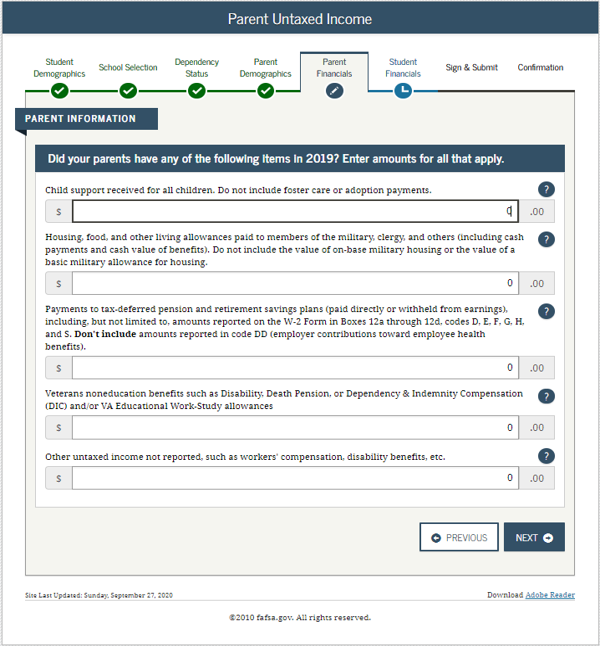 Parent Untaxed Income
Student Demographics
School Selection
Dependency Status
Parent Demographics
Parent Financials
Student Financials
Sign & Submit
Confirmation
PARENT INFORMATION
Did your parents have any of the following items in 2019? Enter amounts for all that apply.
Child support received for all children. Do not include foster care or adoption payments.
?
$ 0 .00
Housing, food, and other living allowances paid to members of the military, clergy, and others (including cash
payments and cash value of benefits). Do not include the value of on-base military housing or the value of a
basic military allowance for housing.
?
$ 0 .00
Payments to tax-deferred pension and retirement savings plans (paid directly or withheld from earnings),
including, but not limited to, amounts reported on the W-2 Form in Boxes 12a through 12d, codes D, E, F, G, H,
and S. Don't include amounts reported in code DD (employer contributions toward employee health
benefits).
?
$ 0 .00
Veterans noneducation benefits such as Disability, Death Pension, or Dependency & Indemnity Compensation
(DIC) and/or VA Educational Work-Study allowances
?
$ 0 .00
Other untaxed income not reported, such as workers' compensation, disability benefits, etc.
?
$ 0 .00
PREVIOUS
NEXT
Site Last Updated: Sunday, September 27, 2020
Download Adobe Reader
©2010 fafsa.gov. All rights reserved.